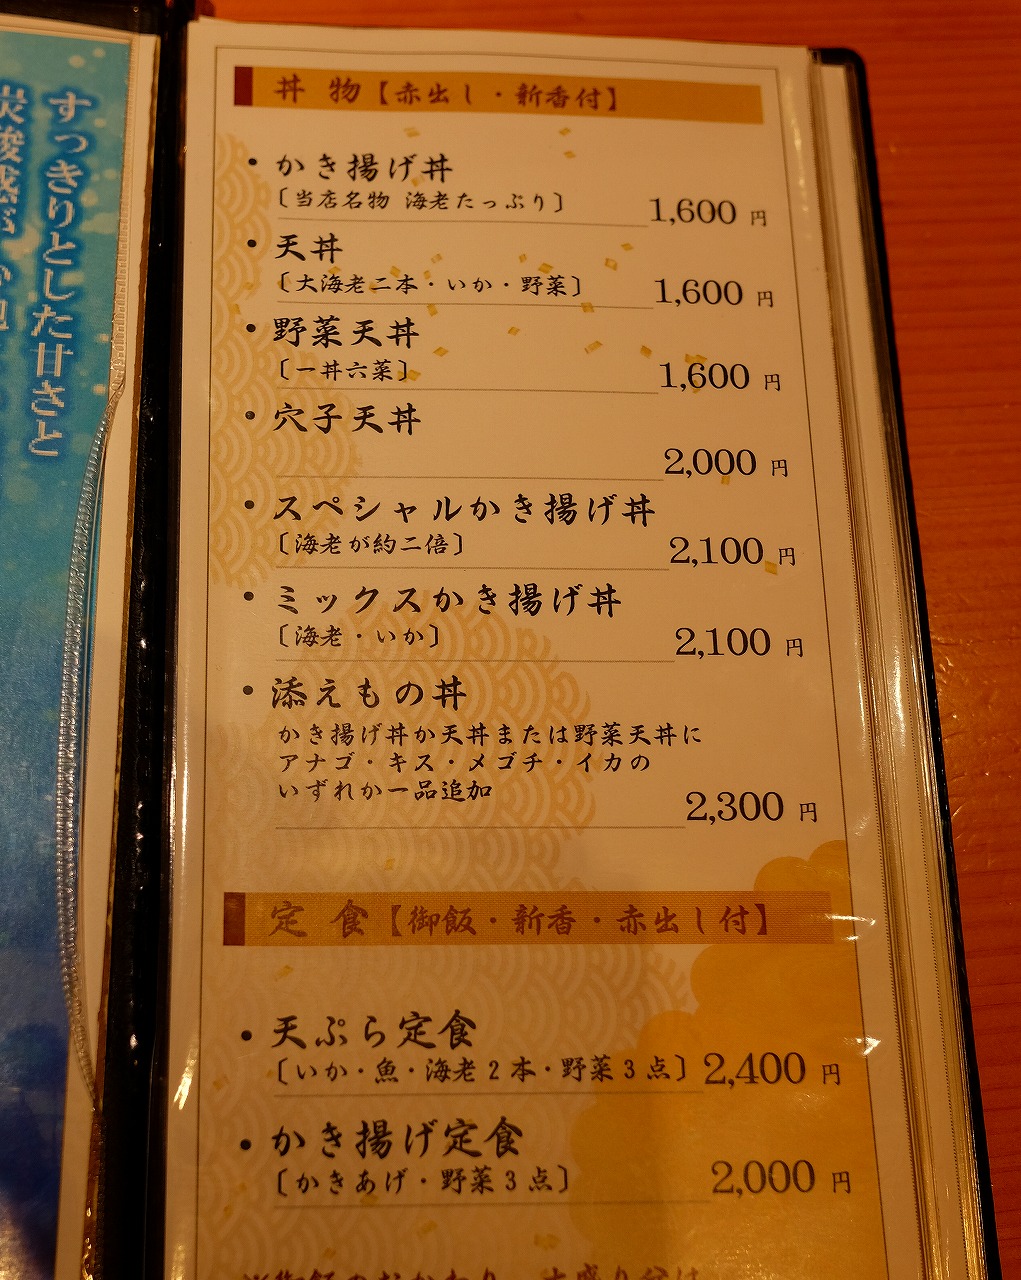 すっきりとした甘さと
丼 物【赤出し・新香付】
・かき揚げ丼
〔当店名物 海老たっぷり〕
1,600 円
・天丼
〔大海老二本・いか・野菜〕
1,600 円
・野菜天丼
〔一丼六菜〕
1,600 円
・穴子天丼
2,000 円
・スペシャルかき揚げ丼
〔海老が約二倍〕
2,100 円
・ミックスかき揚げ丼
〔海老・いか〕
2,100 円
・添えもの丼
かき揚げ丼か天丼または野菜天丼に
アナゴ・キス・メゴチ・イカの
いずれか一品追加
2,300 円
定 食【御飯・新香・赤出し付】
・天ぷら定食
〔いか・魚・海老2本・野菜3点〕2,400 円
・かき揚げ定食
〔かきあげ・野菜3点〕
2,000 円